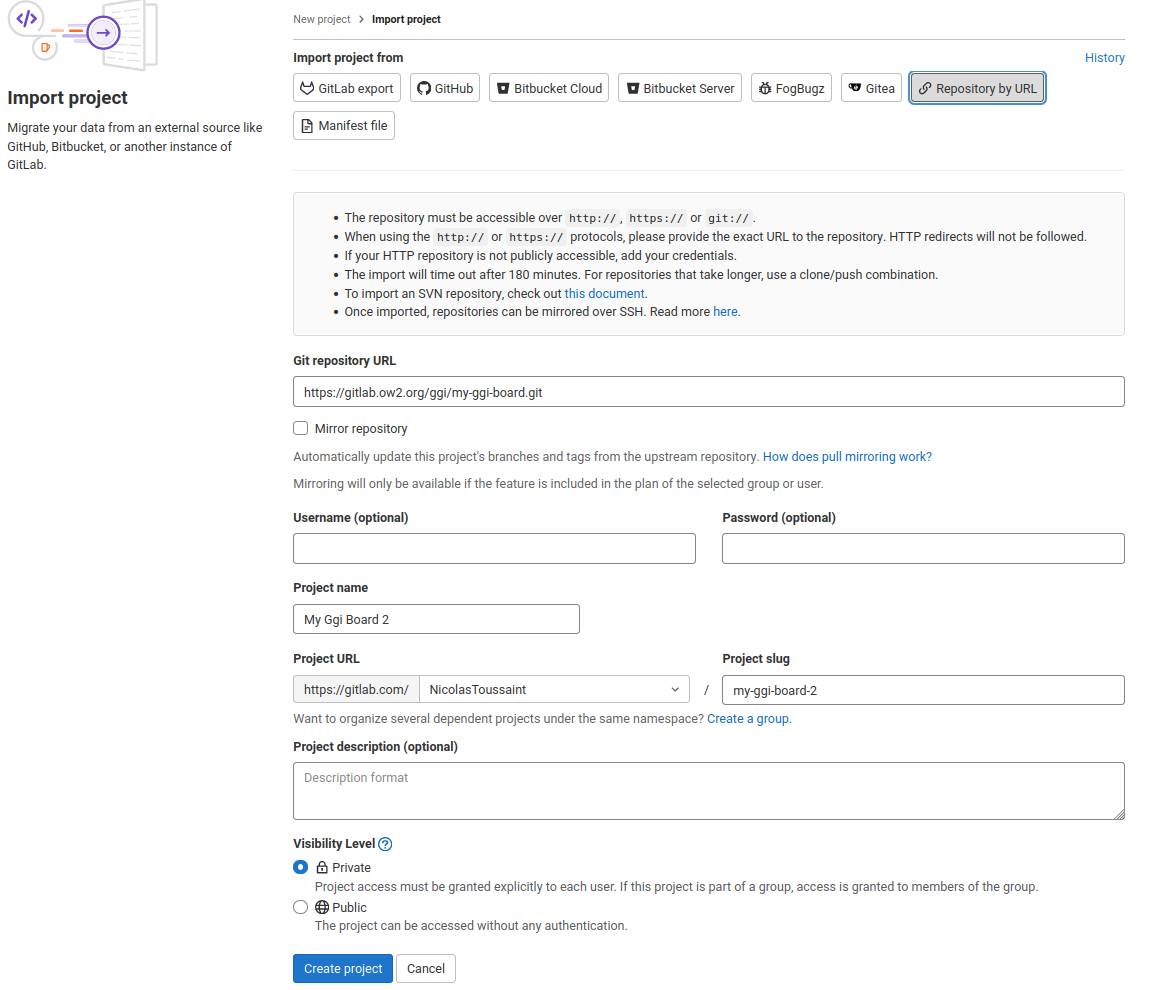 New project > Import project
Import project from
History
GitLab export
GitHub
Bitbucket Cloud
Bitbucket Server
FogBugz
Gitea
Repository by URL
Manifest file
Import project
Migrate your data from an external source like
GitHub, Bitbucket, or another instance of
GitLab.
• The repository must be accessible over http://, https:// or git://.
• When using the http:// or https:// protocols, please provide the exact URL to the repository. HTTP redirects will not be followed.
• If your HTTP repository is not publicly accessible, add your credentials.
• The import will time out after 180 minutes. For repositories that take longer, use a clone/push combination.
• To import an SVN repository, check out this document.
• Once imported, repositories can be mirrored over SSH. Read more here.
Git repository URL
https://gitlab.ow2.org/ggi/my-ggi-board.git
Mirror repository
Automatically update this project's branches and tags from the upstream repository. How does pull mirroring work?
Mirroring will only be available if the feature is included in the plan of the selected group or user.
Username (optional)
Password (optional)
Project name
My Ggi Board 2
Project URL
Project slug
https://gitlab.com/ NicolasToussaint / my-ggi-board-2
Want to organize several dependent projects under the same namespace? Create a group.
Project description (optional)
Description format
Visibility Level ?
Private
Project access must be granted explicitly to each user. If this project is part of a group, access is granted to members of the group.
Public
The project can be accessed without any authentication.
Create project
Cancel